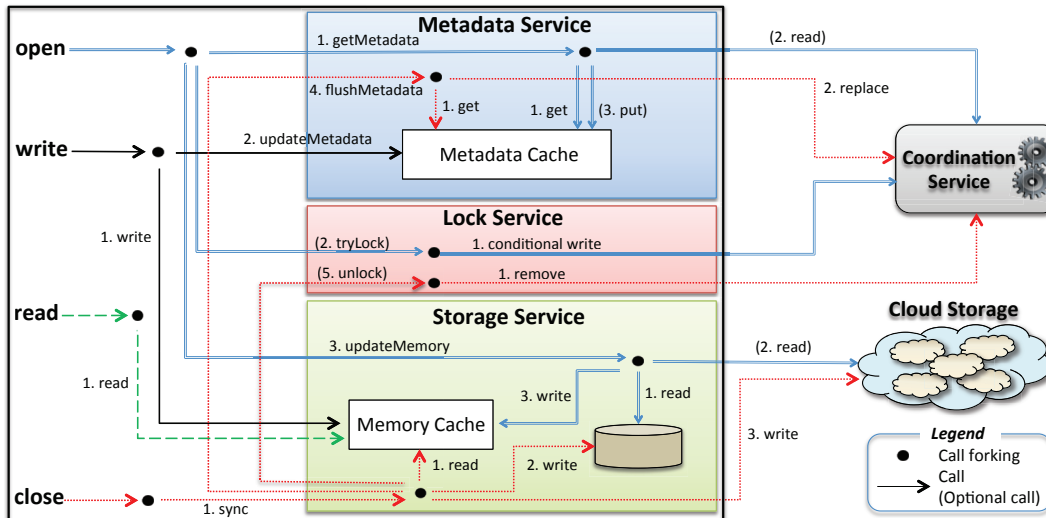 Metadata Service
open
1. getMetadata
(2. read)
4. flushMetadata
2. replace
1. get
1. get
(3. put)
write
2. updateMetadata
Metadata Cache
Coordination
Service
Lock Service
1. write
(2. tryLock)
1. conditional write
(5. unlock)
1. remove
read
Storage Service
Cloud Storage
3. updateMemory
(2. read)
1. read
3. write
1. read
Memory Cache
3. write
Legend
Call forking
1. read
2. write
Call
(Optional call)
close
1. sync